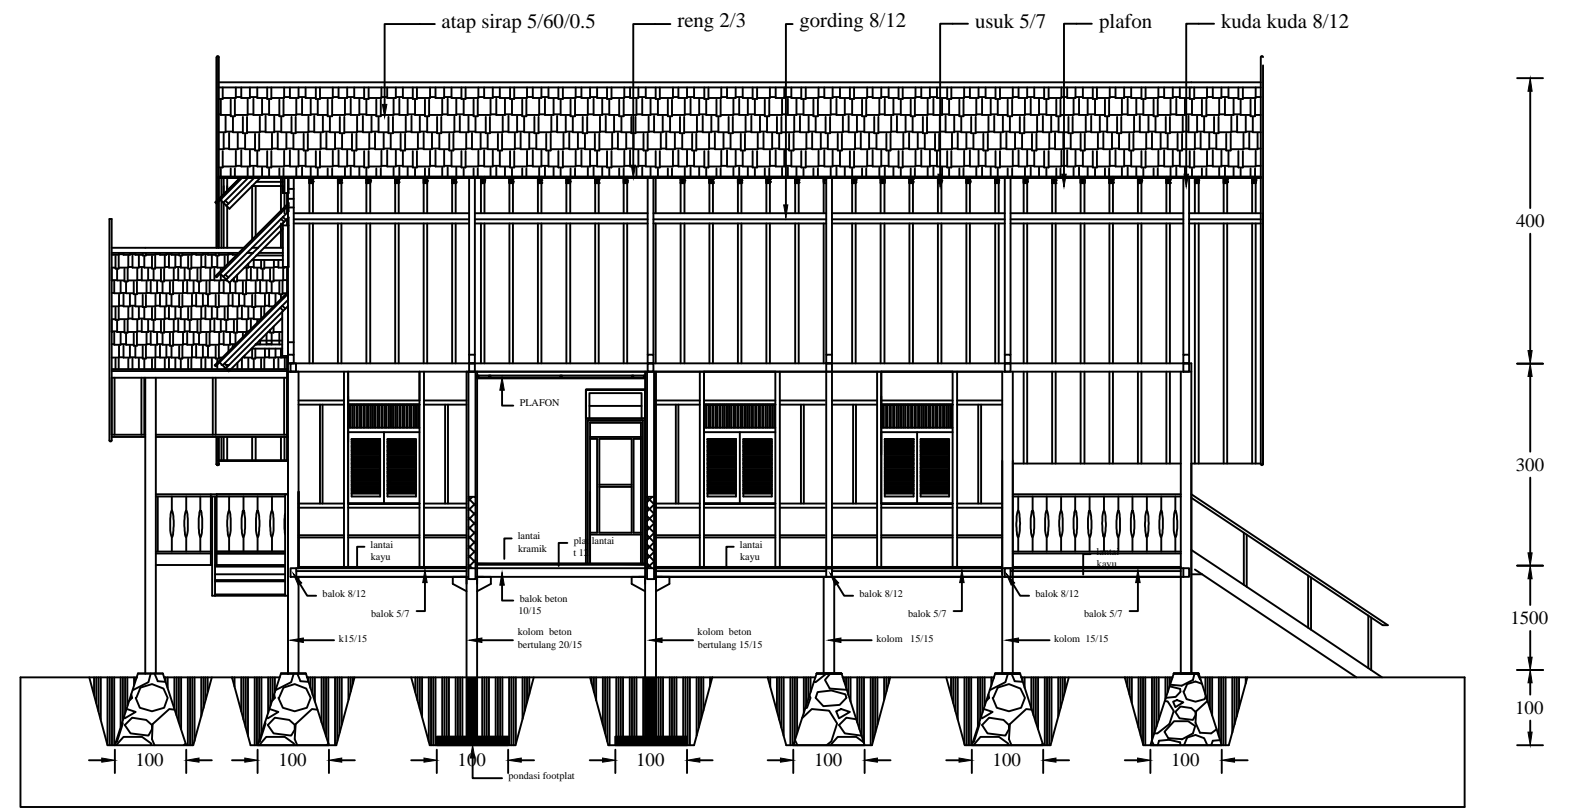 atap sirap 5/60/0.5
reng 2/3
gording 8/12
usuk 5/7
plafon
kuda kuda 8/12
400
PLAFON
300
lantai
kayu
lantai
kramik
lantai
lantai
kayu
lantai
kayu
balok 8/12
balok 5/7
balok beton
10/15
balok 8/12
balok 5/7
balok 8/12
balok 5/7
1500
k15/15
kolom beton
bertulang 20/15
kolom beton
bertulang 15/15
kolom 15/15
kolom 15/15
100
100
100
100
100
100
100
100
pondasi footplat